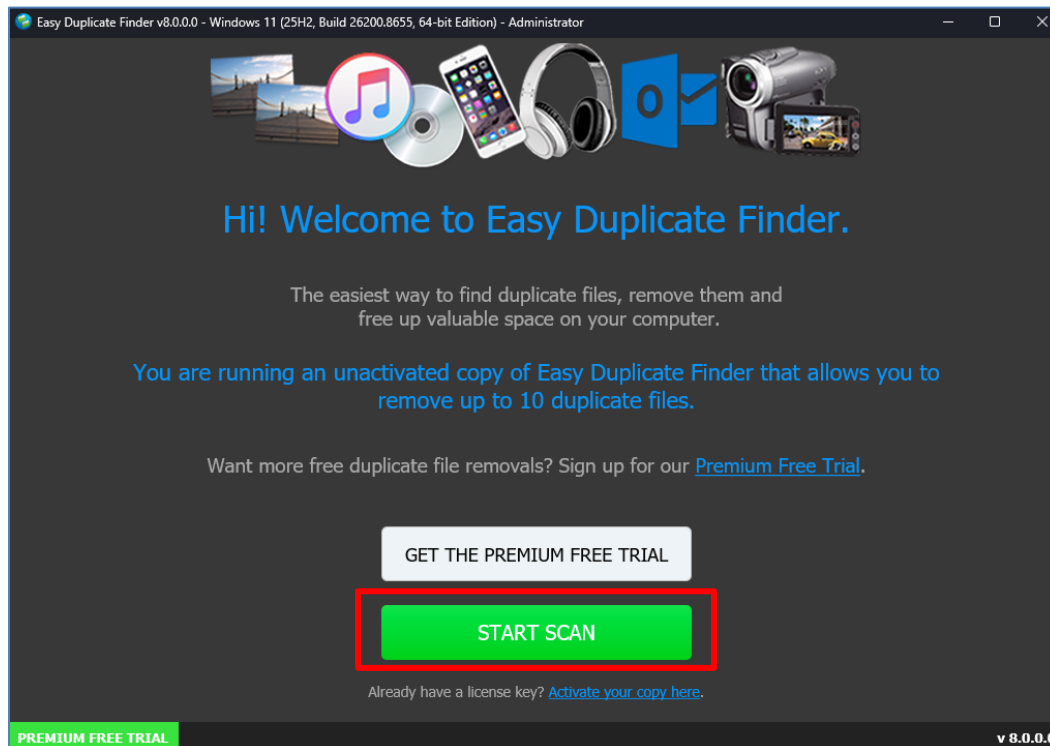 Easy Duplicate Finder v8.0.0.0 - Windows 11 (25H2, Build 26200.8655, 64-bit Edition) - Administrator
Hi! Welcome to Easy Duplicate Finder.
The easiest way to find duplicate files, remove them and
free up valuable space on your computer.
You are running an unactivated copy of Easy Duplicate Finder that allows you to
remove up to 10 duplicate files.
Want more free duplicate file removals? Sign up for our Premium Free Trial.
GET THE PREMIUM FREE TRIAL
START SCAN
Already have a license key? Activate your copy here.
PREMIUM FREE TRIAL
v 8.0.0.0